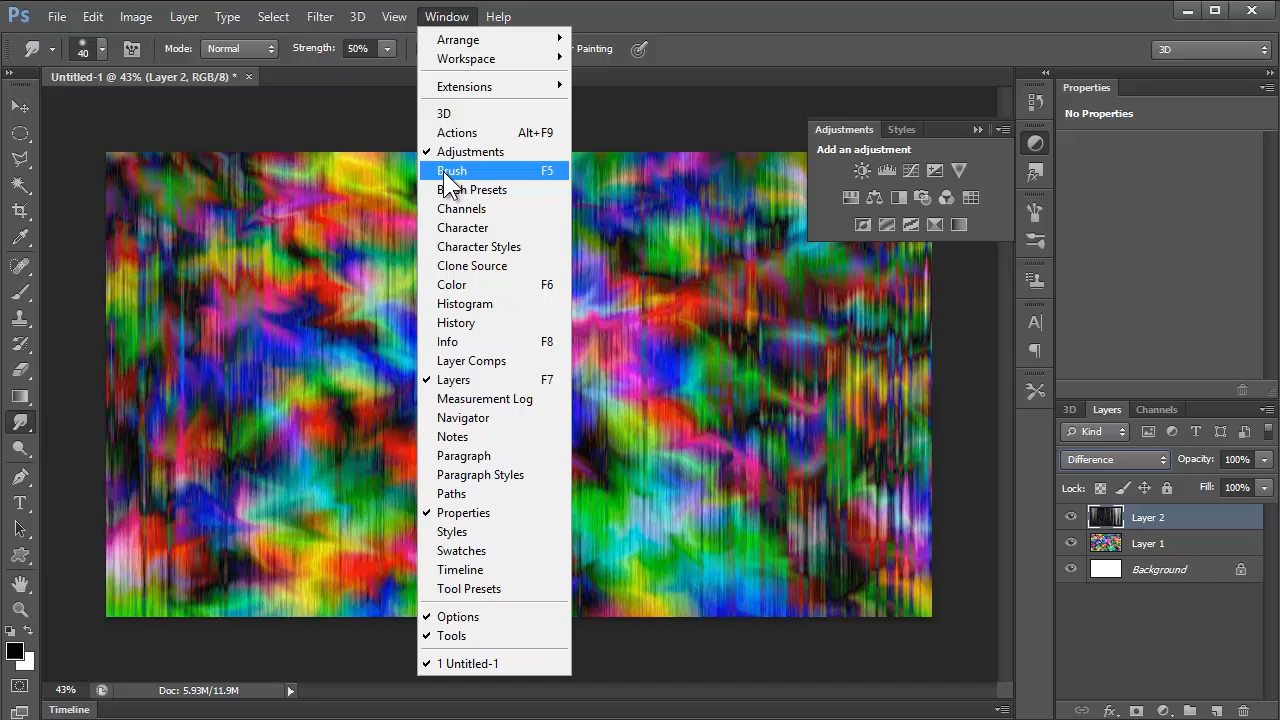 Ps File Edit Image Layer Type Select Filter 3D View Window Help
40 Mode: Normal Strength: 50% Painting 3D
Untitled-1 @ 43% (Layer 2, RGB/8) * ×
Arrange
Workspace
Extensions
3D
Actions Alt+F9
Adjustments
Brush F5
Brush Presets
Channels
Character
Character Styles
Clone Source
Color F6
Histogram
History
Info F8
Layer Comps
Layers F7
Measurement Log
Navigator
Notes
Paragraph
Paragraph Styles
Paths
Properties
Styles
Swatches
Timeline
Tool Presets
Options
Tools
1 Untitled-1
Adjustments Styles
Add an adjustment
Properties
No Properties
3D Layers Channels
Kind
Difference Opacity: 100%
Lock: Fill: 100%
Layer 2
Layer 1
Background
43% Doc: 5.93M/11.9M
Timeline